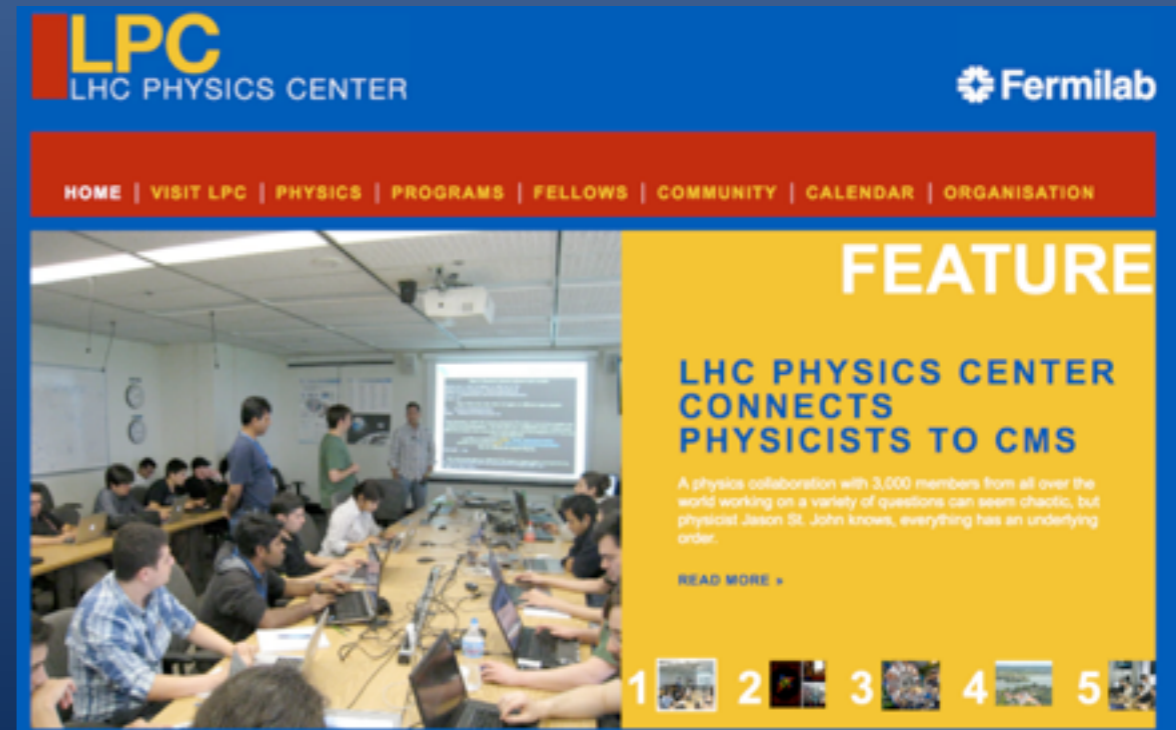 LPC
LHC PHYSICS CENTER
Fermilab
HOME | VISIT LPC | PHYSICS | PROGRAMS | FELLOWS | COMMUNITY | CALENDAR | ORGANISATION
FEATURE
LHC PHYSICS CENTER
CONNECTS
PHYSICISTS TO CMS
A physics collaboration with 3,000 members from all over the
world working on a variety of questions can seem chaotic, but
physicist Jason St. John knows, everything has an underlying
order.
READ MORE »
1 2 3 4 5